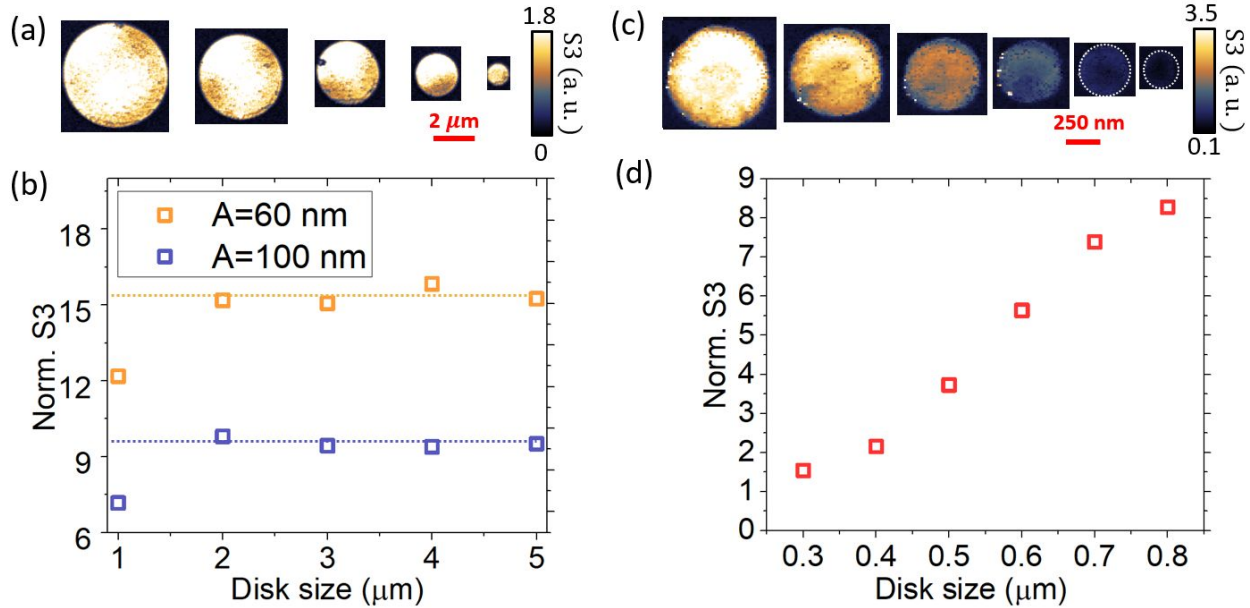 (a)
1.8
S3 (a. u.)
0
2 μm
(c)
3.5
S3 (a. u.)
0.1
250 nm
(b)
A=60 nm
A=100 nm
Norm. S3
18
15
12
9
6
1 2 3 4 5
Disk size (μm)
(d)
Norm. S3
9
8
7
6
5
4
3
2
1
0
0.3 0.4 0.5 0.6 0.7 0.8
Disk size (μm)